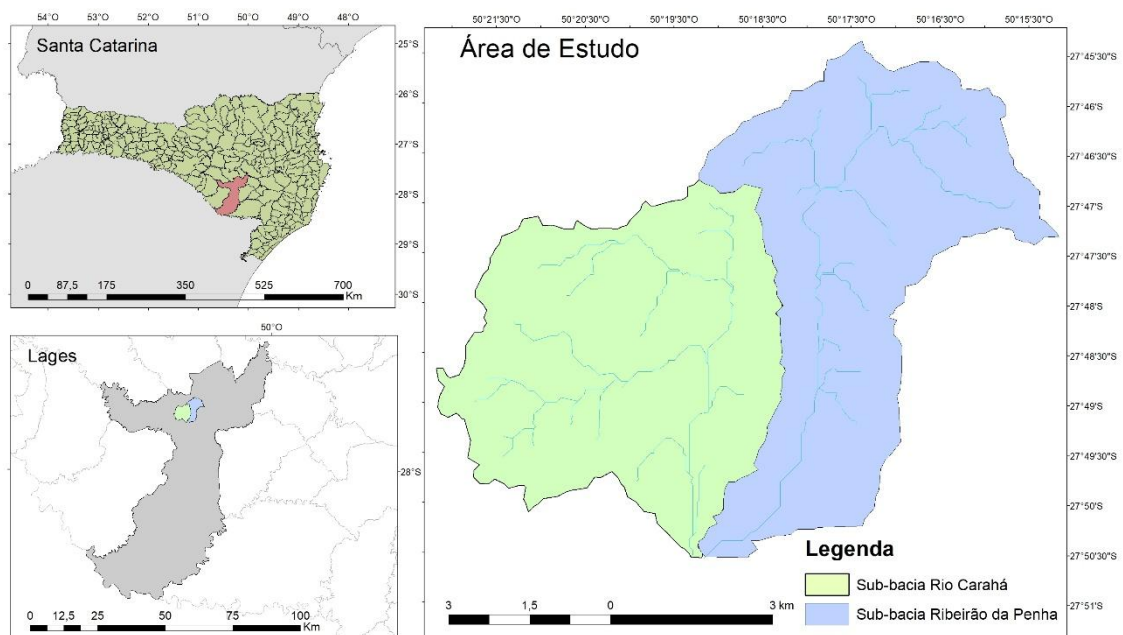 54°O 53°O 52°O 51°O 50°O 49°O 48°O
Santa Catarina
25°S
26°S
27°S
28°S
29°S
30°S
0 87,5 175 350 525 700
Km
50°O
Lages
28°S
0 12,5 25 50 75 100
Km
50°21'30"O 50°20'30"O 50°19'30"O 50°18'30"O 50°17'30"O 50°16'30"O 50°15'30"O
Área de Estudo
27°45'30"S
27°46'S
27°46'30"S
27°47'S
27°47'30"S
27°48'S
27°48'30"S
27°49'S
27°49'30"S
27°50'S
27°50'30"S
27°51'S
Legenda
Sub-bacia Rio Carahá
Sub-bacia Ribeirão da Penha
3 1,5 0 3 km